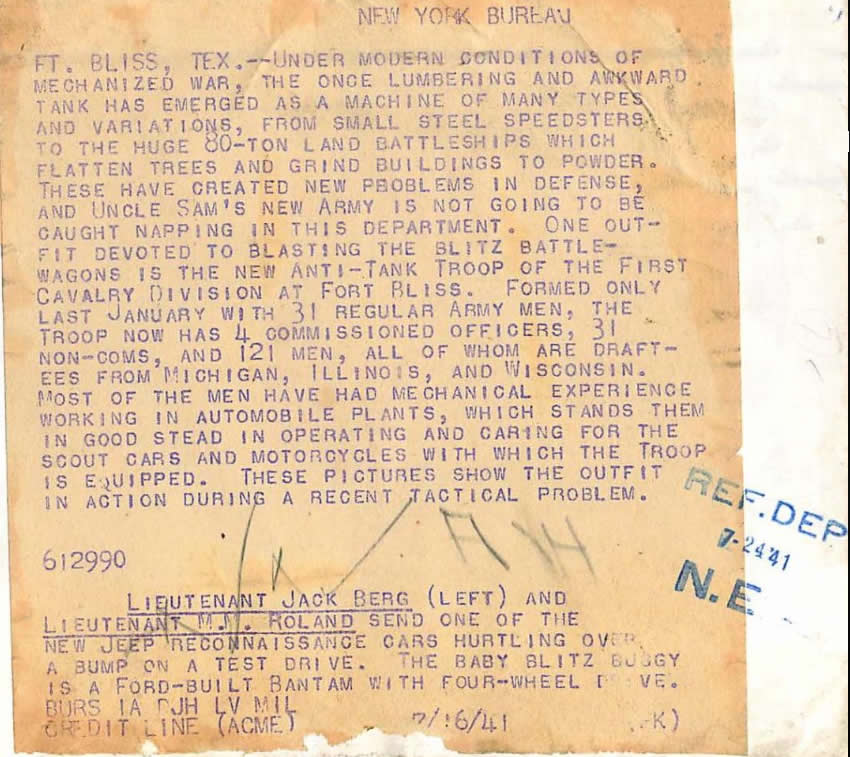 NEW YORK BUREAU
FT. BLISS, TEX.--UNDER MODERN CONDITIONS OF
MECHANIZED WAR, THE ONCE LUMBERING AND AWKWARD
TANK HAS EMERGED AS A MACHINE OF MANY TYPES
AND VARIATIONS, FROM SMALL STEEL SPEEDSTERS
TO THE HUGE 80-TON LAND BATTLESHIPS WHICH
FLATTEN TREES AND GRIND BUILDINGS TO POWDER.
THESE HAVE CREATED NEW PROBLEMS IN DEFENSE,
AND UNCLE SAM'S NEW ARMY IS NOT GOING TO BE
CAUGHT NAPPING IN THIS DEPARTMENT. ONE OUT-
FIT DEVOTED TO BLASTING THE BLITZ BATTLE-
WAGONS IS THE NEW ANTI-TANK TROOP OF THE FIRST
CAVALRY DIVISION AT FORT BLISS. FORMED ONLY
LAST JANUARY WITH 31 REGULAR ARMY MEN, THE
TROOP NOW HAS 4 COMMISSIONED OFFICERS, 31
NON-COMS, AND 121 MEN, ALL OF WHOM ARE DRAFT-
EES FROM MICHIGAN, ILLINOIS, AND WISCONSIN.
MOST OF THE MEN HAVE HAD MECHANICAL EXPERIENCE
WORKING IN AUTOMOBILE PLANTS, WHICH STANDS THEM
IN GOOD STEAD IN OPERATING AND CARING FOR THE
SCOUT CARS AND MOTORCYCLES WITH WHICH THE TROOP
IS EQUIPPED. THESE PICTURES SHOW THE OUTFIT
IN ACTION DURING A RECENT TACTICAL PROBLEM.
REF. DEP
7-24 41
N.E
612990
LIEUTENANT JACK BERG (LEFT) AND
LIEUTENANT M.M. ROLAND SEND ONE OF THE
NEW JEEP RECONNAISSANCE CARS HURTLING OVER
A BUMP ON A TEST DRIVE. THE BABY BLITZ BUGGY
IS A FORD-BUILT BANTAM WITH FOUR-WHEEL DRIVE.
BURS LV MIL
CREDIT LINE (ACME) 7/16/41